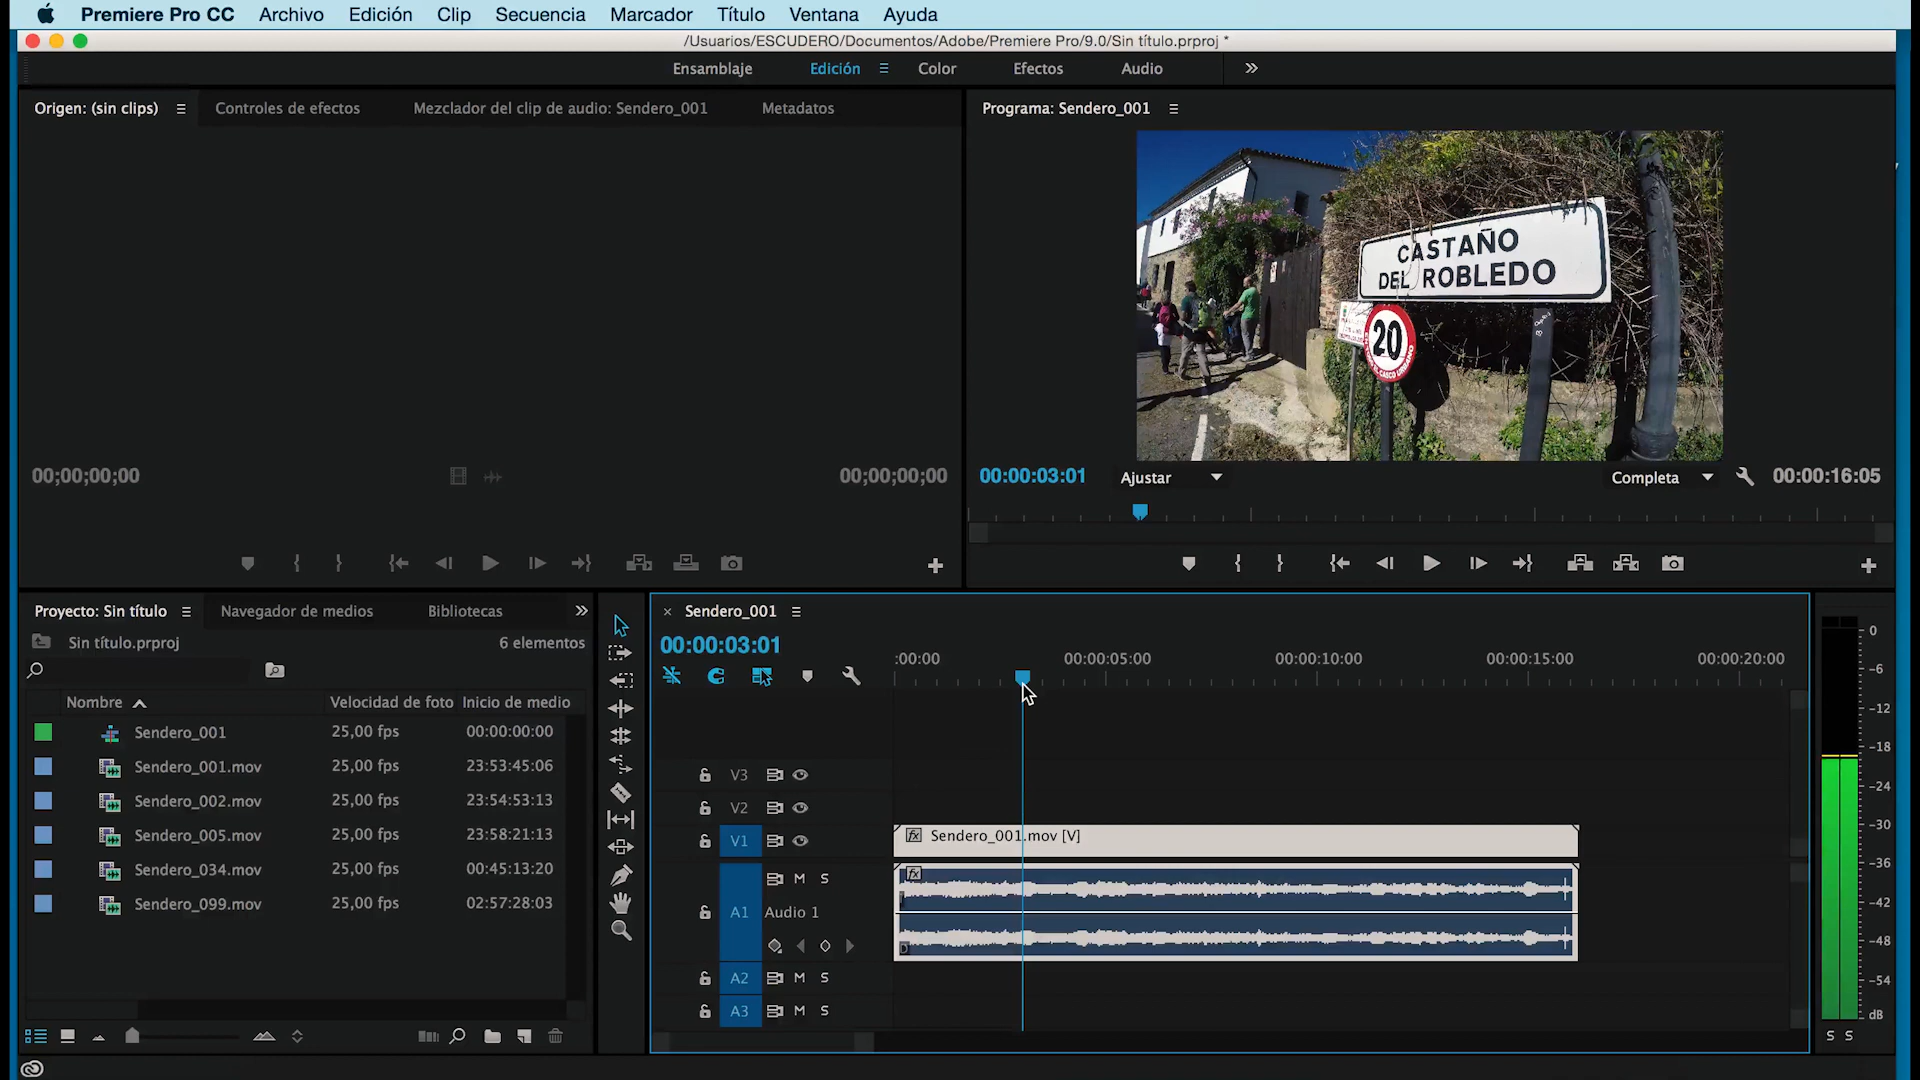 Premiere Pro CC Archivo Edición Clip Secuencia Marcador Título Ventana Ayuda
/Usuarios/ESCUDERO/Documentos/Adobe/Premiere Pro/9.0/Sin título.prproj *
Ensamblaje Edición Color Efectos Audio
Origen: (sin clips) Controles de efectos Mezclador del clip de audio: Sendero_001 Metadatos
Programa: Sendero_001
CASTAÑO
DEL ROBLEDO
20
00;00;00;00 00;00;00;00
00:00:03:01 Ajustar Completa 00:00:16:05
Proyecto: Sin título Navegador de medios Bibliotecas
Sin título.prproj 6 elementos
Nombre Velocidad de foto Inicio de medio
Sendero_001 25,00 fps 00:00:00:00
Sendero_001.mov 25,00 fps 23:53:45:06
Sendero_002.mov 25,00 fps 23:54:53:13
Sendero_005.mov 25,00 fps 23:58:21:13
Sendero_034.mov 25,00 fps 00:45:13:20
Sendero_099.mov 25,00 fps 02:57:28:03
Sendero_001
00:00:03:01
:00:00 00:00:05:00 00:00:10:00 00:00:15:00 00:00:20:00
V3
V2
V1 fx Sendero_001.mov [V]
M S fx
A1 Audio 1
D
A2 M S
A3 M S
0
-6
-12
-18
-24
-30
-36
-42
-48
-54
dB
S S